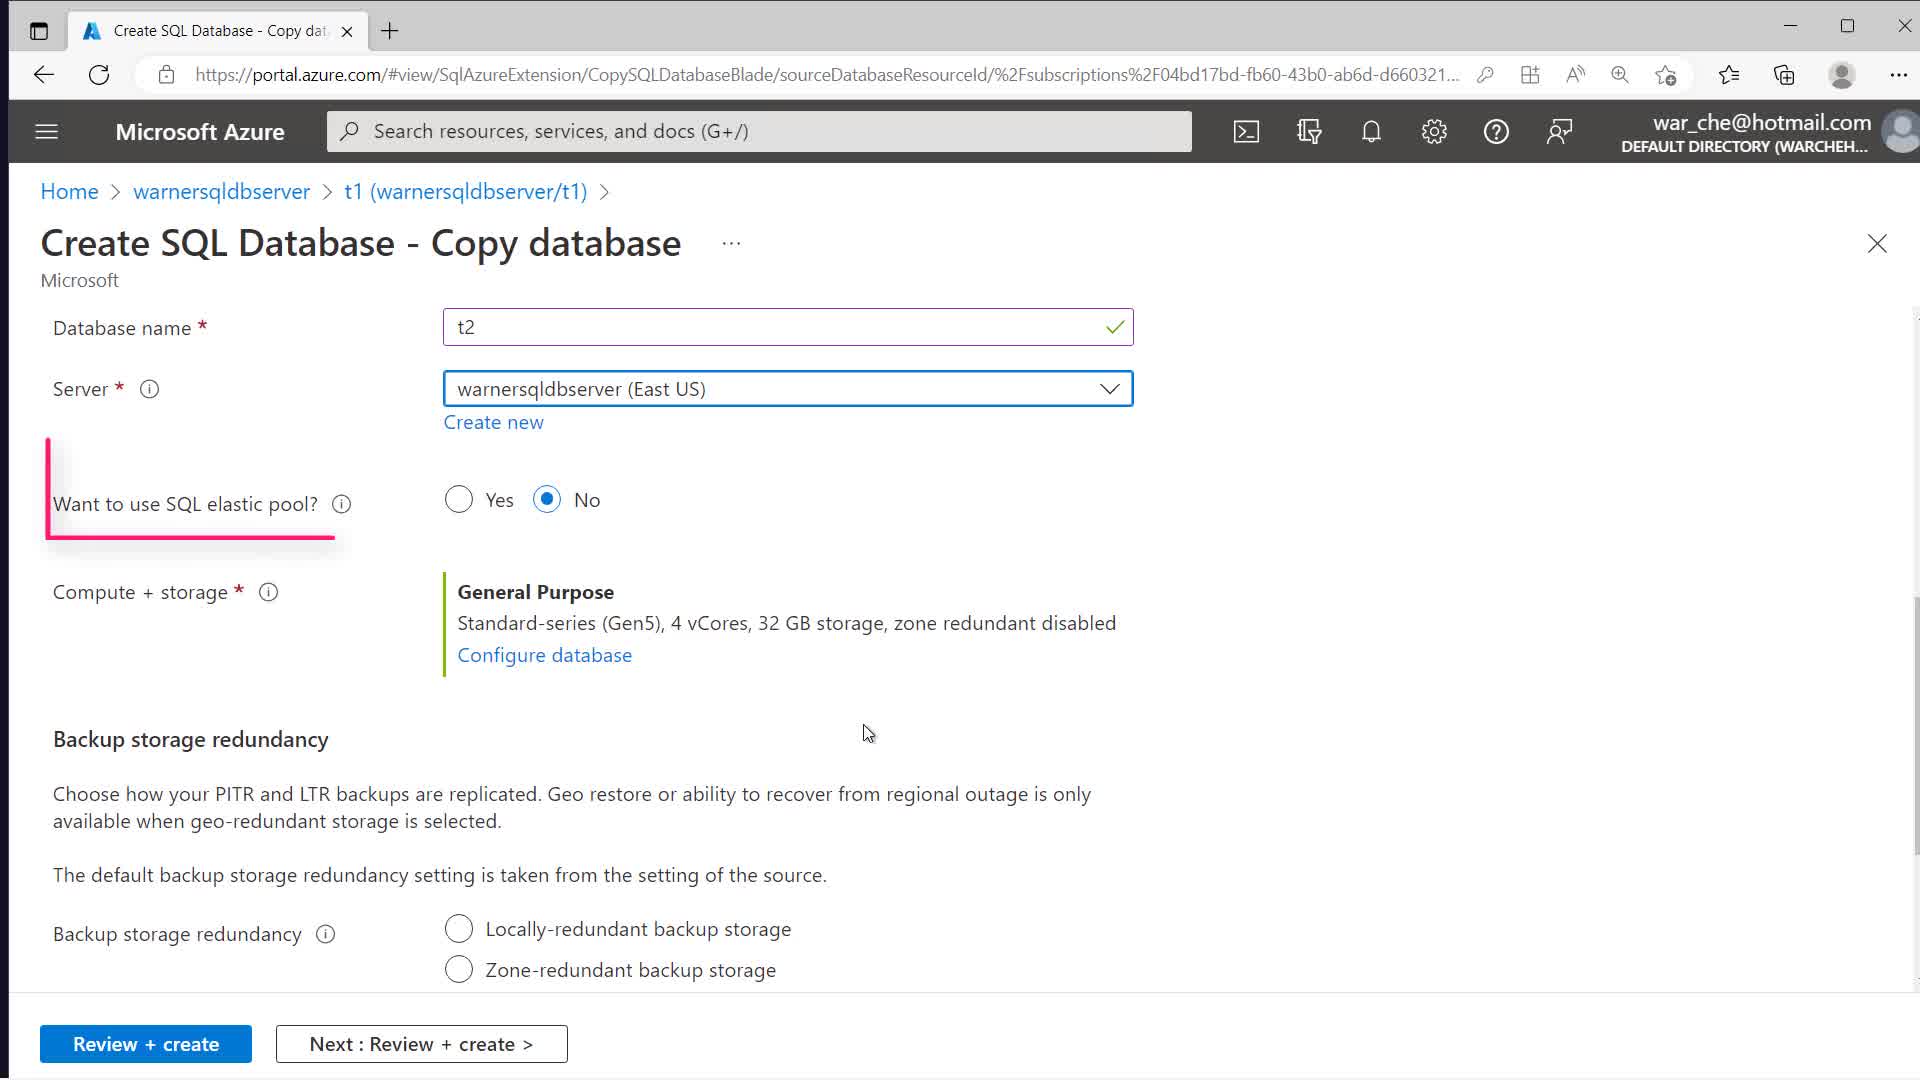 Create SQL Database - Copy dat
https://portal.azure.com/#view/SqlAzureExtension/CopySQLDatabaseBlade/sourceDatabaseResourceId/%2Fsubscriptions%2F04bd17bd-fb60-43b0-ab6d-d660321...
Microsoft Azure
Search resources, services, and docs (G+/)
war_che@hotmail.com
DEFAULT DIRECTORY (WARCHEH...
Home > warnersqldbserver > t1 (warnersqldbserver/t1) >
Create SQL Database - Copy database ...
Microsoft
Database name *
t2
Server *
warnersqldbserver (East US)
Create new
Want to use SQL elastic pool?
Yes
No
Compute + storage *
General Purpose
Standard-series (Gen5), 4 vCores, 32 GB storage, zone redundant disabled
Configure database
Backup storage redundancy
Choose how your PITR and LTR backups are replicated. Geo restore or ability to recover from regional outage is only
available when geo-redundant storage is selected.
The default backup storage redundancy setting is taken from the setting of the source.
Backup storage redundancy
Locally-redundant backup storage
Zone-redundant backup storage
Review + create
Next : Review + create >